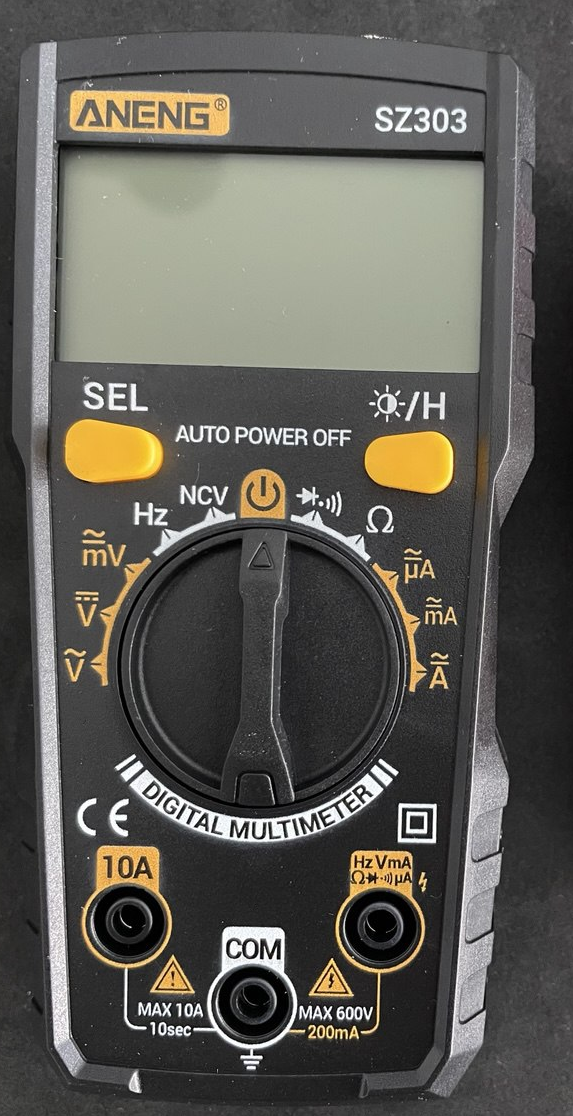 ANENG®
SZ303
SEL
/H
AUTO POWER OFF
NCV
Hz
Ω
mV
µA
V
mA
V
A
DIGITAL MULTIMETER
CE
10A
Hz V mA
Ω µA
COM
MAX 10A
10sec
MAX 600V
200mA